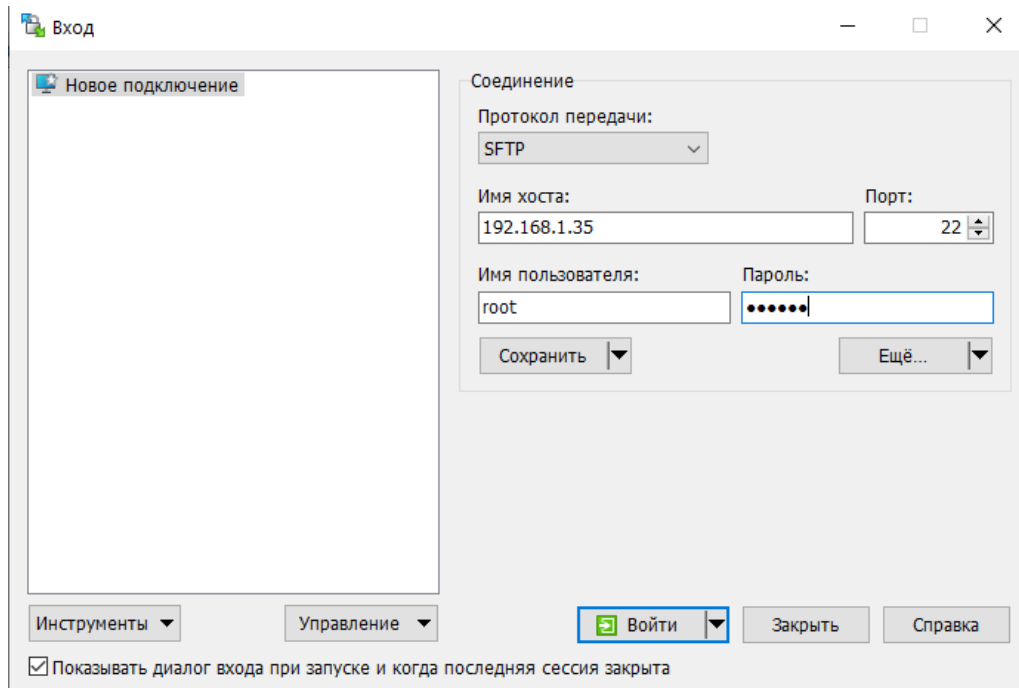 Вход
Новое подключение
Соединение
Протокол передачи:
SFTP
Имя хоста:
Порт:
192.168.1.35
22
Имя пользователя:
Пароль:
root
••••••
Сохранить
Ещё...
Инструменты
Управление
Войти
Закрыть
Справка
Показывать диалог входа при запуске и когда последняя сессия закрыта